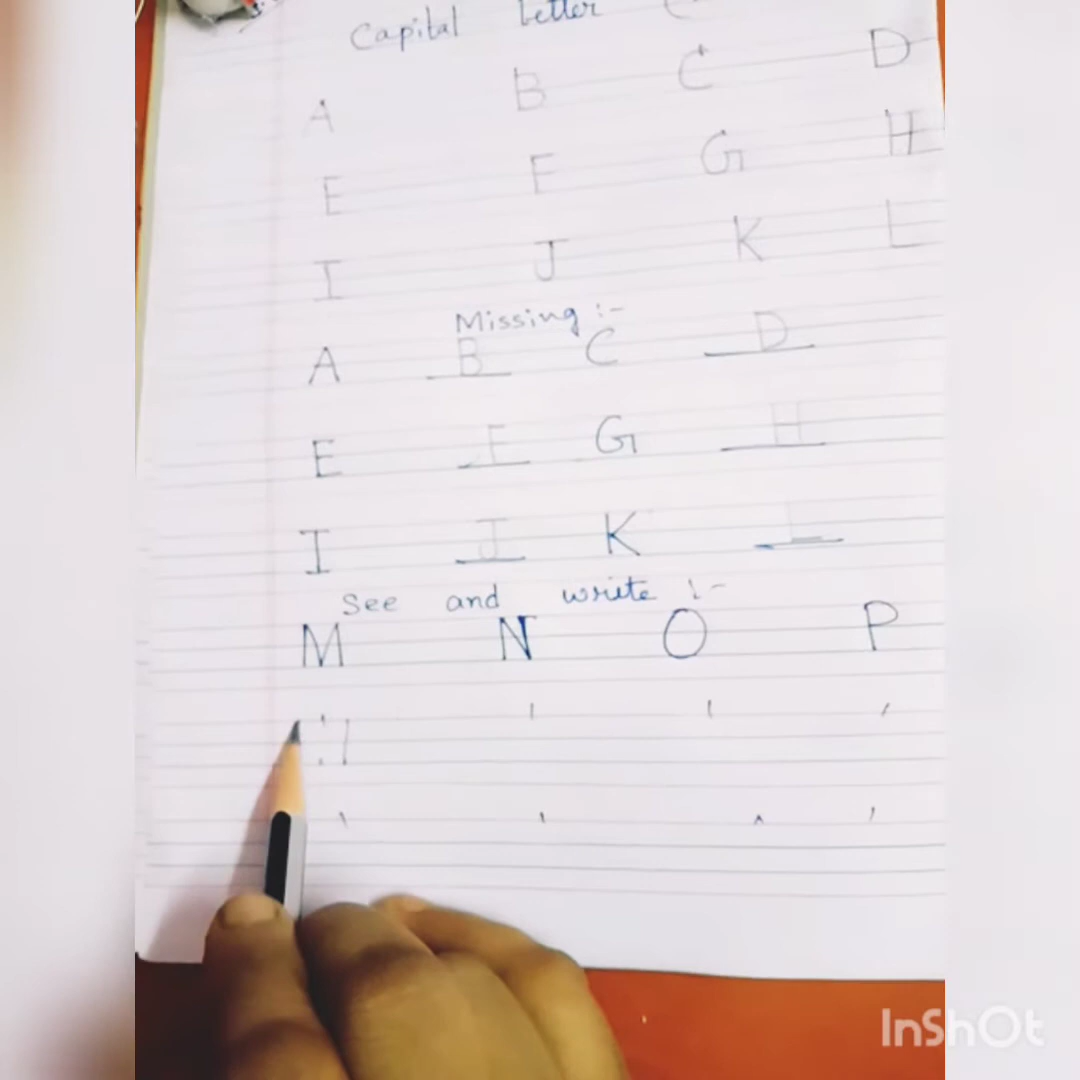 Capital letter
A B C D
E F G H
I J K L
Missing :-
A B C D
E F G H
I J K L
See and write :-
M N O P
InShOt